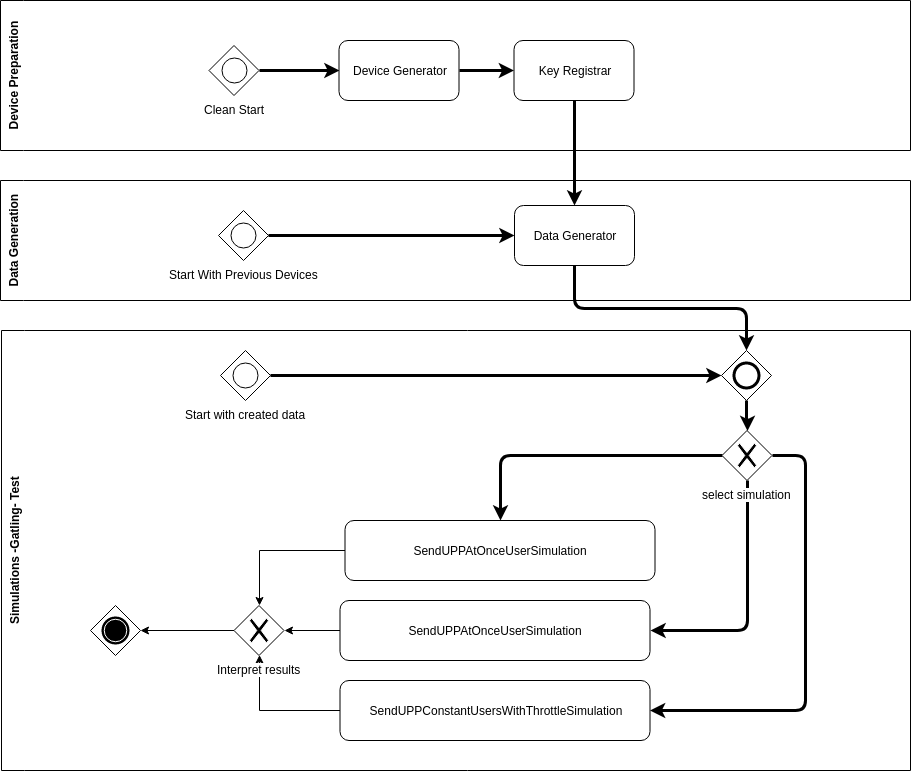 Device Preparation
Device Generator
Key Registrar
Clean Start
Data Generation
Data Generator
Start With Previous Devices
Start with created data
Simulations -Gatling- Test
select simulation
SendUPPAtOnceUserSimulation
SendUPPAtOnceUserSimulation
Interpret results
SendUPPConstantUsersWithThrottleSimulation